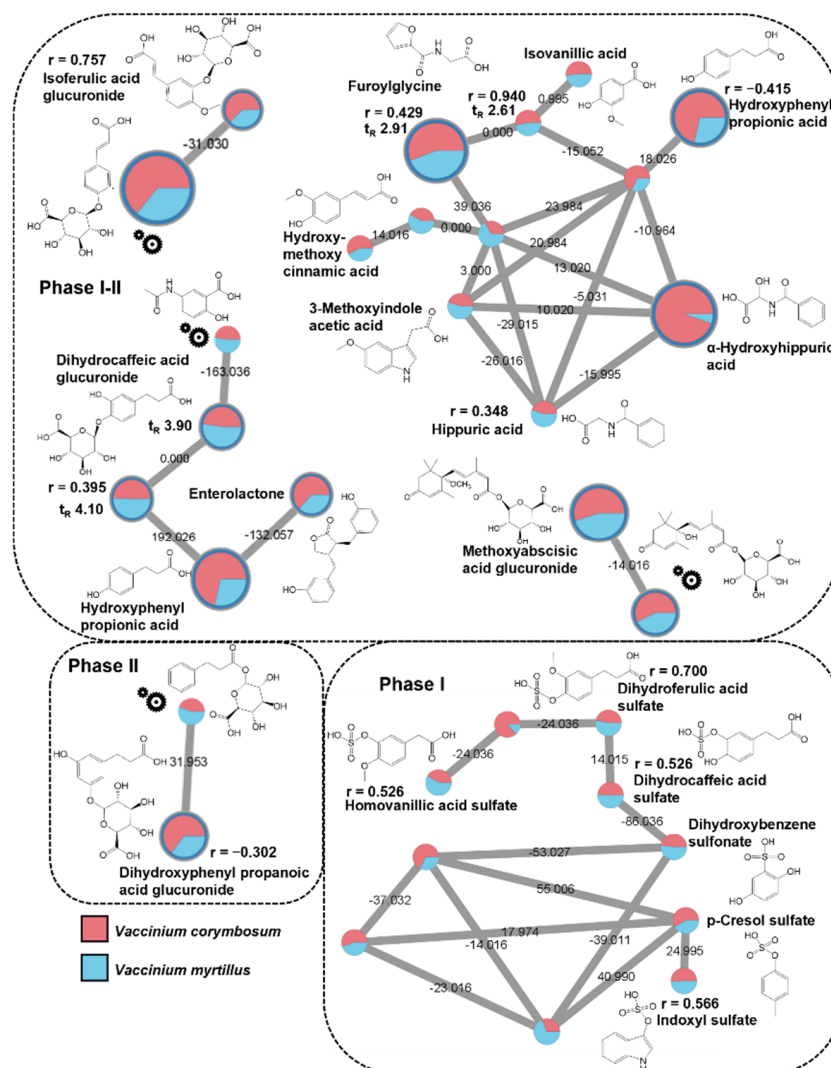 r = 0.757
Isoferulic acid
glucuronide
-31.030
Phase I-II
Furoylglycine
r = 0.429
tR 2.91
r = 0.940
tR 2.61
0.000
Isovanillic acid
0.995
r = −0.415
Hydroxyphenyl
propionic acid
-15.052
18.026
39.036
23.984
Hydroxy-
methoxy
cinnamic acid
14.016
0.000
20.984
-10.964
13.020
3.000
-5.031
10.020
3-Methoxyindole
acetic acid
-29.015
-26.016
-15.995
α-Hydroxyhippuric
acid
r = 0.348
Hippuric acid
Dihydrocaffeic acid
glucuronide
-163.036
tR 3.90
0.000
r = 0.395
tR 4.10
Enterolactone
192.026
-132.057
Hydroxyphenyl
propionic acid
Methoxyabscisic
acid glucuronide
-14.016
Phase II
31.953
r = −0.302
Dihydroxyphenyl propanoic
acid glucuronide
Vaccinium corymbosum
Vaccinium myrtillus
Phase I
r = 0.700
Dihydroferulic acid
sulfate
-24.036
-24.036
r = 0.526
Homovanillic acid sulfate
14.015
r = 0.526
Dihydrocaffeic acid
sulfate
-86.036
Dihydroxybenzene
sulfonate
-53.027
-37.032
55.006
p-Cresol sulfate
17.974
-14.016
-39.011
24.995
-23.016
40.990
r = 0.566
Indoxyl sulfate